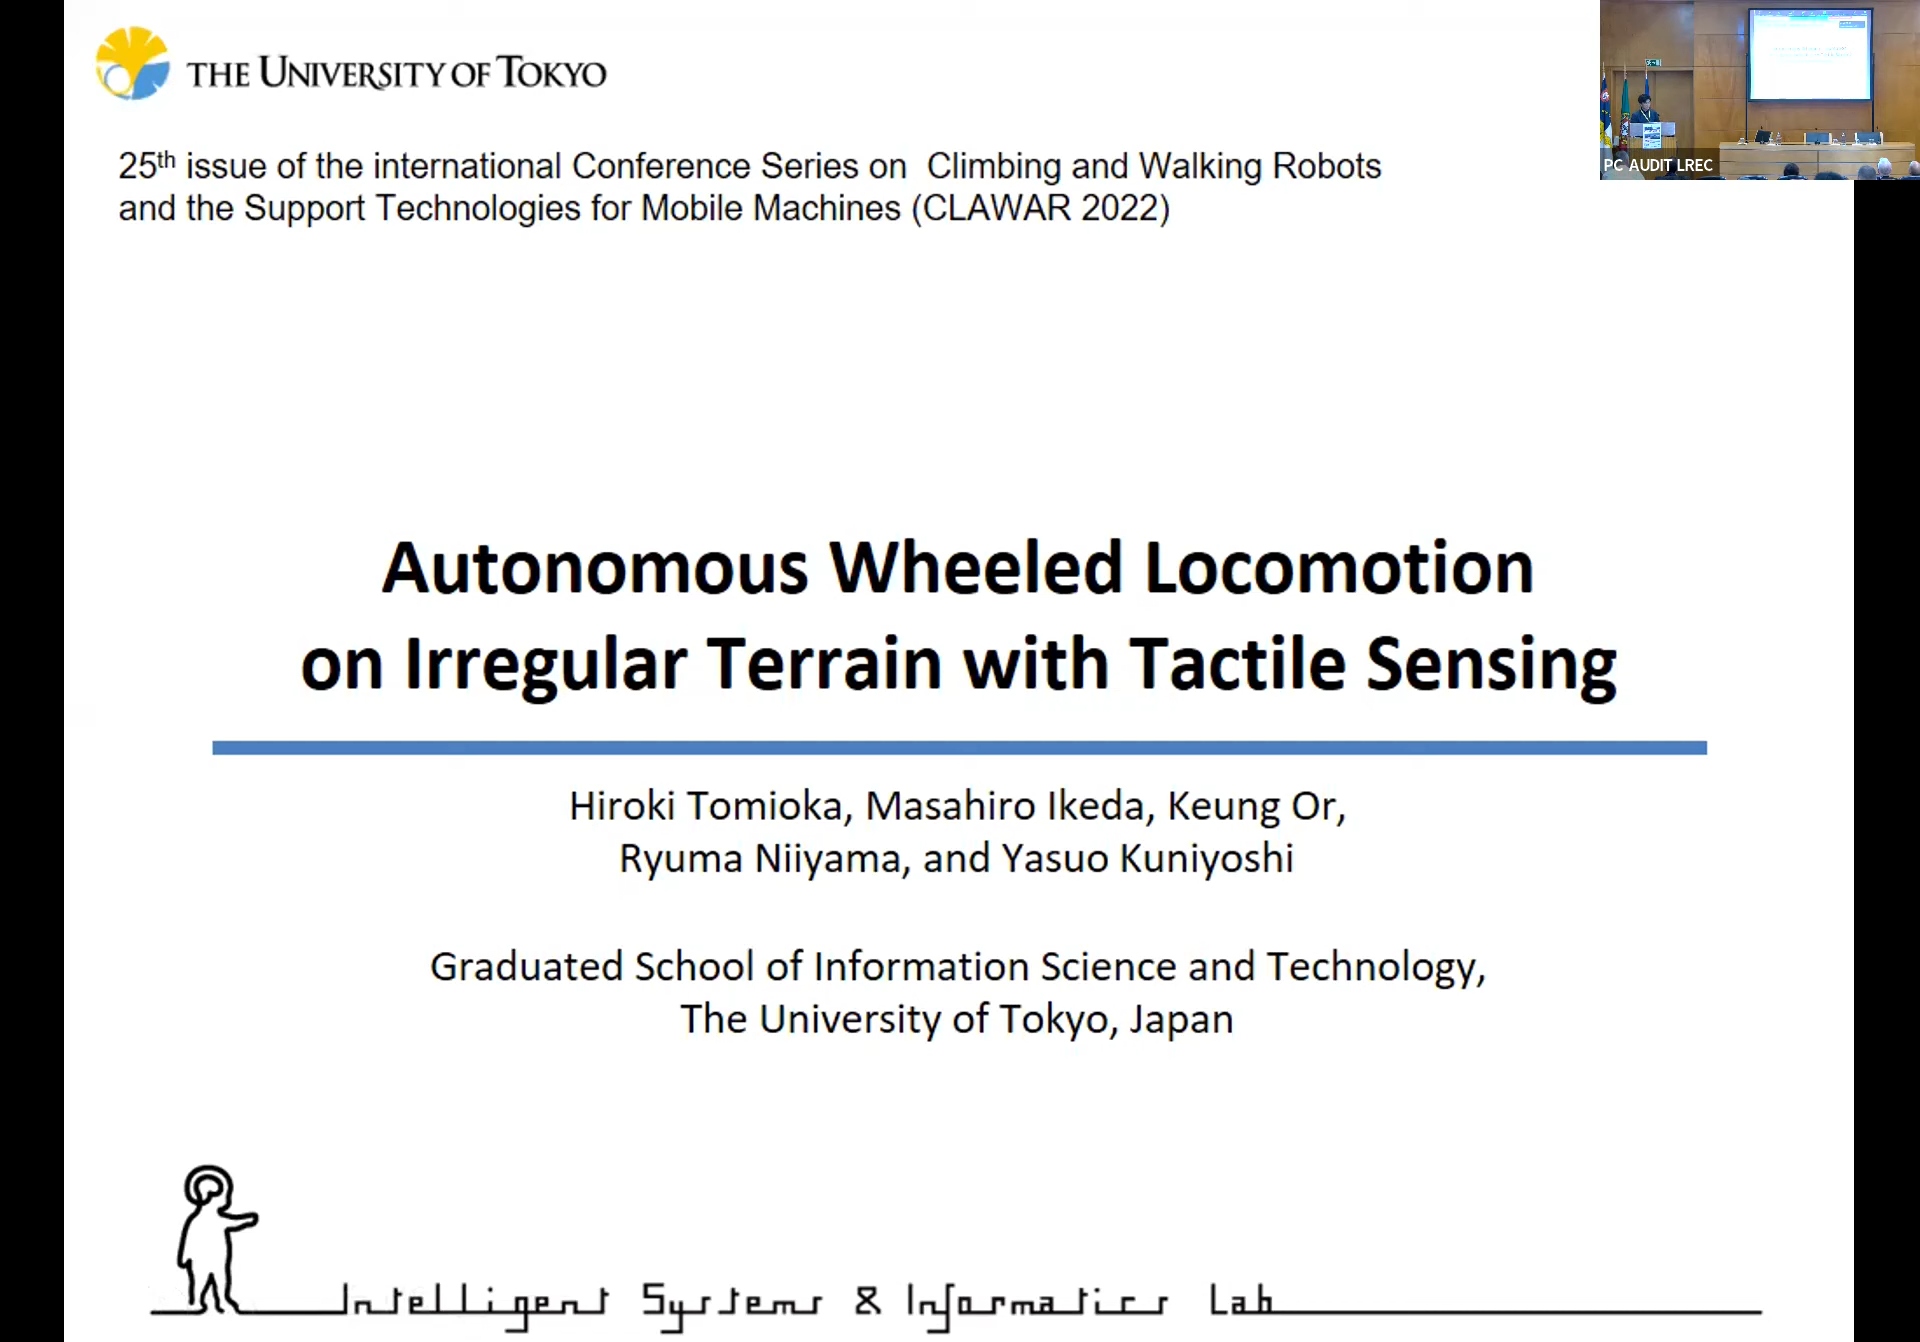 THE UNIVERSITY OF TOKYO
25th issue of the international Conference Series on Climbing and Walking Robots
and the Support Technologies for Mobile Machines (CLAWAR 2022)
PC AUDIT LREC
Autonomous Wheeled Locomotion
on Irregular Terrain with Tactile Sensing
Hiroki Tomioka, Masahiro Ikeda, Keung Or,
Ryuma Niiyama, and Yasuo Kuniyoshi
Graduated School of Information Science and Technology,
The University of Tokyo, Japan
Intelligent Systems & Informatics Lab